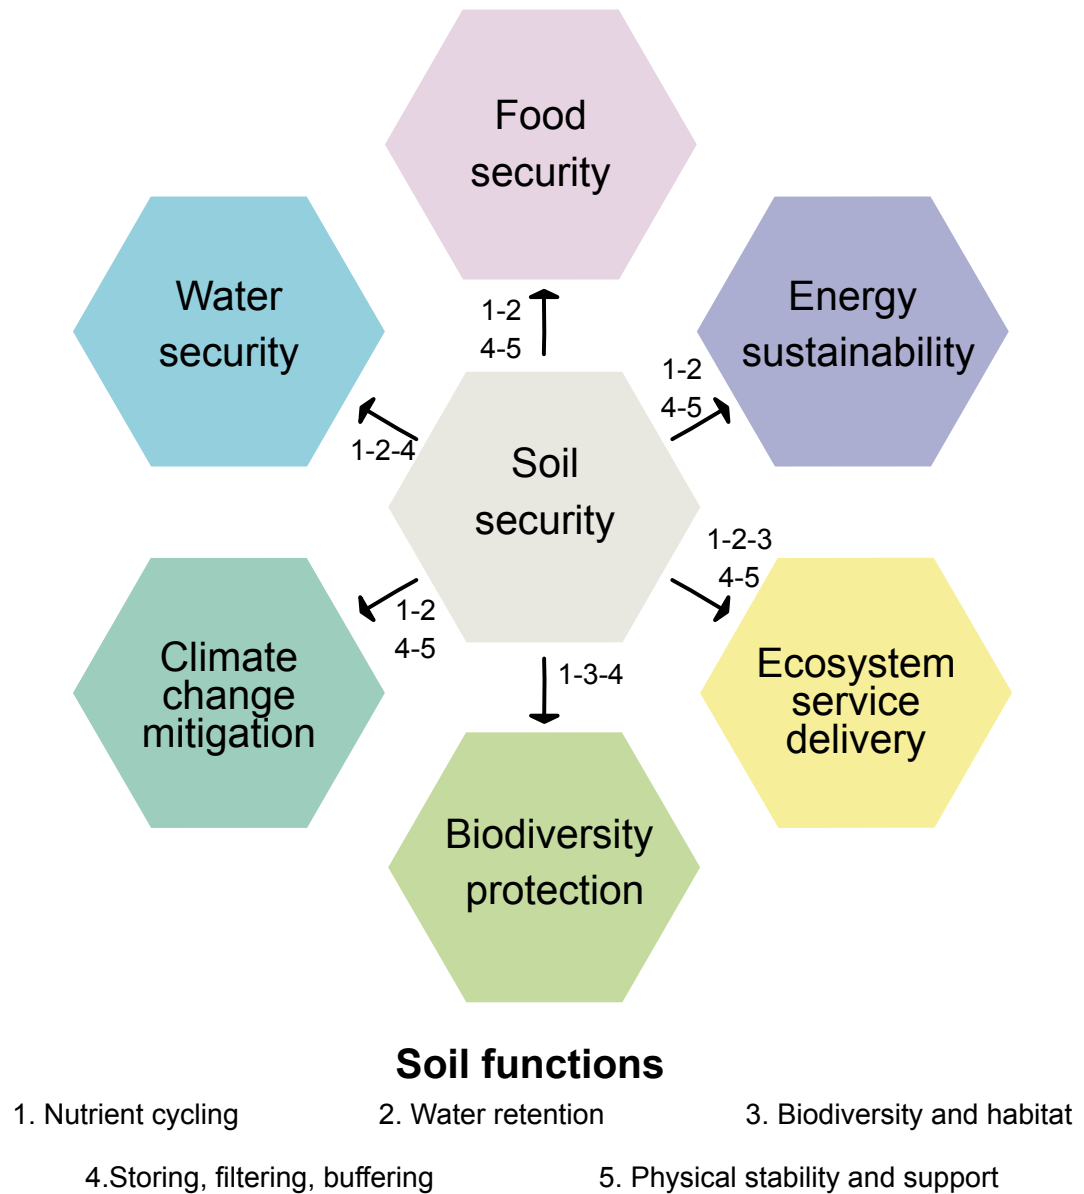 Food
security
Water
security
Energy
sustainability
1-2
4-5
1-2
4-5
1-2-4
Soil
security
1-2-3
4-5
1-2
4-5
Climate
change
mitigation
1-3-4
Ecosystem
service
delivery
Biodiversity
protection
Soil functions
1. Nutrient cycling
2. Water retention
3. Biodiversity and habitat
4.Storing, filtering, buffering
5. Physical stability and support